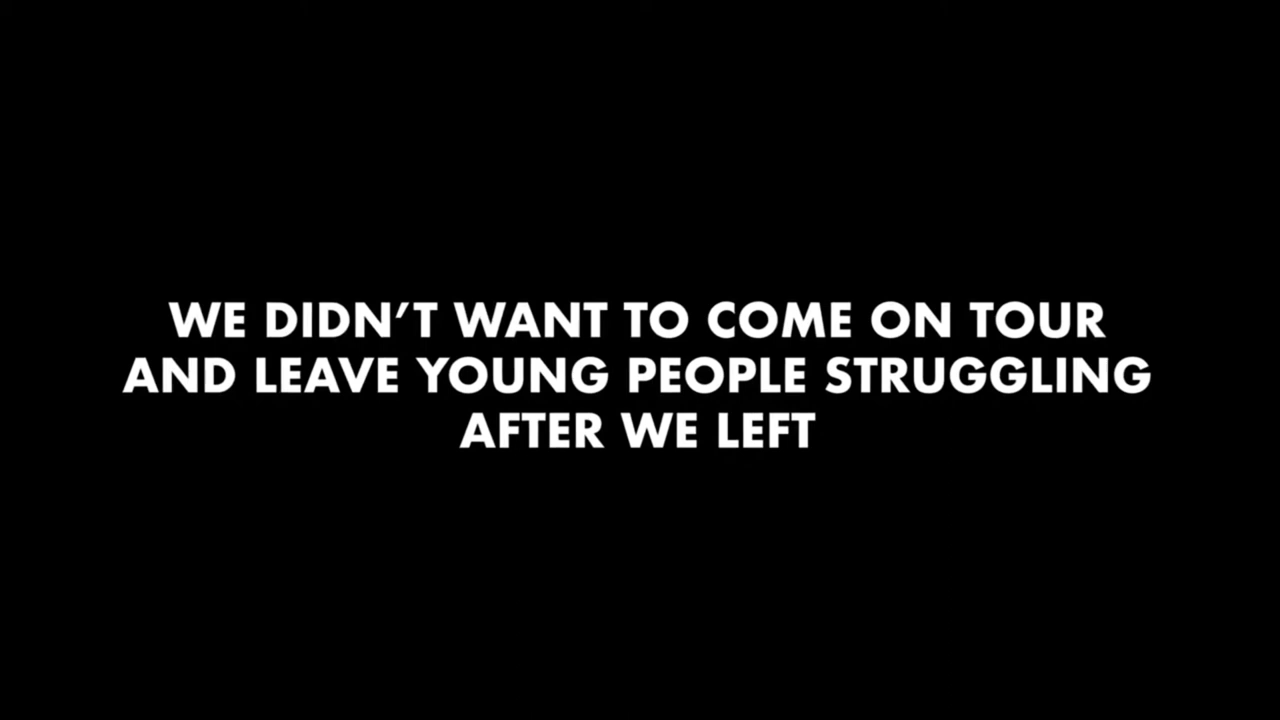 WE DIDN’T WANT TO COME ON TOUR
AND LEAVE YOUNG PEOPLE STRUGGLING
AFTER WE LEFT